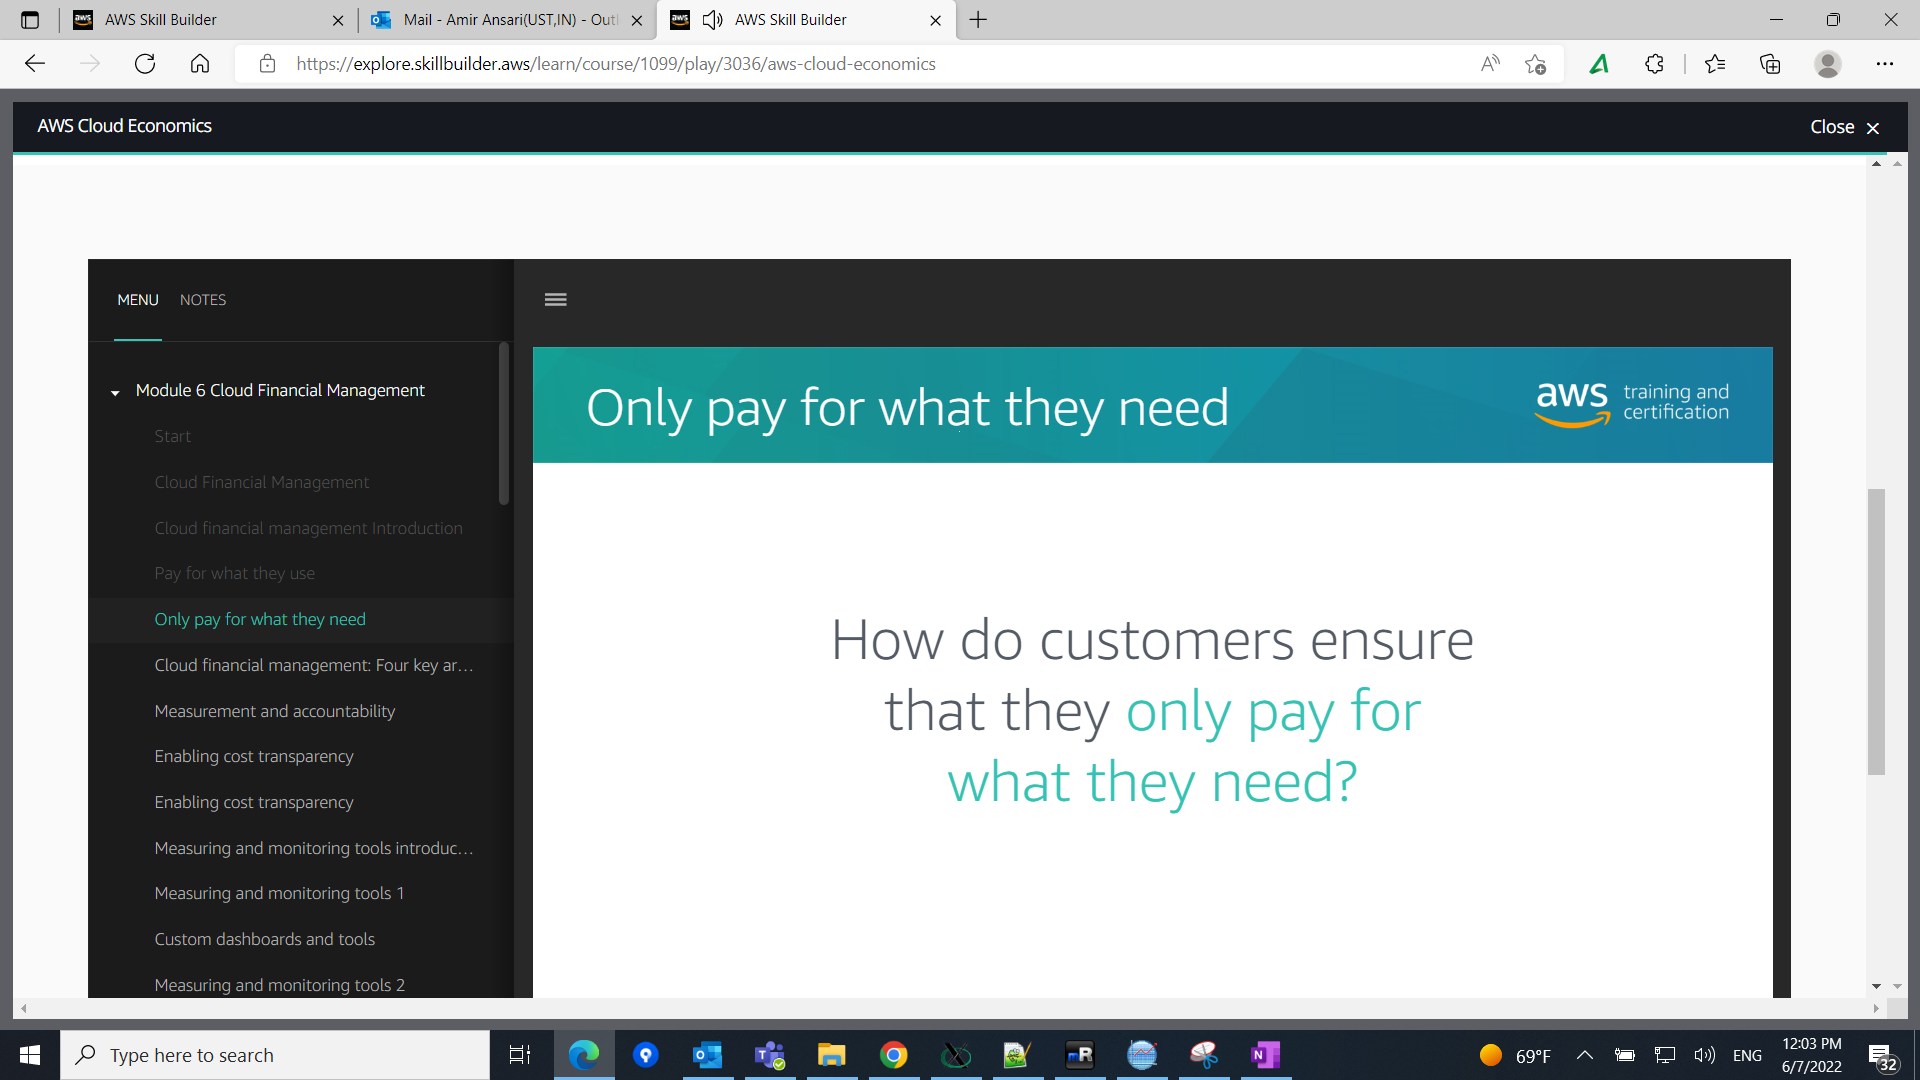 AWS Skill Builder
Mail - Amir Ansari(UST,IN) - Outl
AWS Skill Builder
https://explore.skillbuilder.aws/learn/course/1099/play/3036/aws-cloud-economics
AWS Cloud Economics
Close
MENU NOTES
Module 6 Cloud Financial Management
Start
Cloud Financial Management
Cloud financial management Introduction
Pay for what they use
Only pay for what they need
Cloud financial management: Four key ar...
Measurement and accountability
Enabling cost transparency
Enabling cost transparency
Measuring and monitoring tools introduc...
Measuring and monitoring tools 1
Custom dashboards and tools
Measuring and monitoring tools 2
Only pay for what they need
aws training and
certification
How do customers ensure
that they only pay for
what they need?
Type here to search
69°F
ENG
12:03 PM
6/7/2022
32